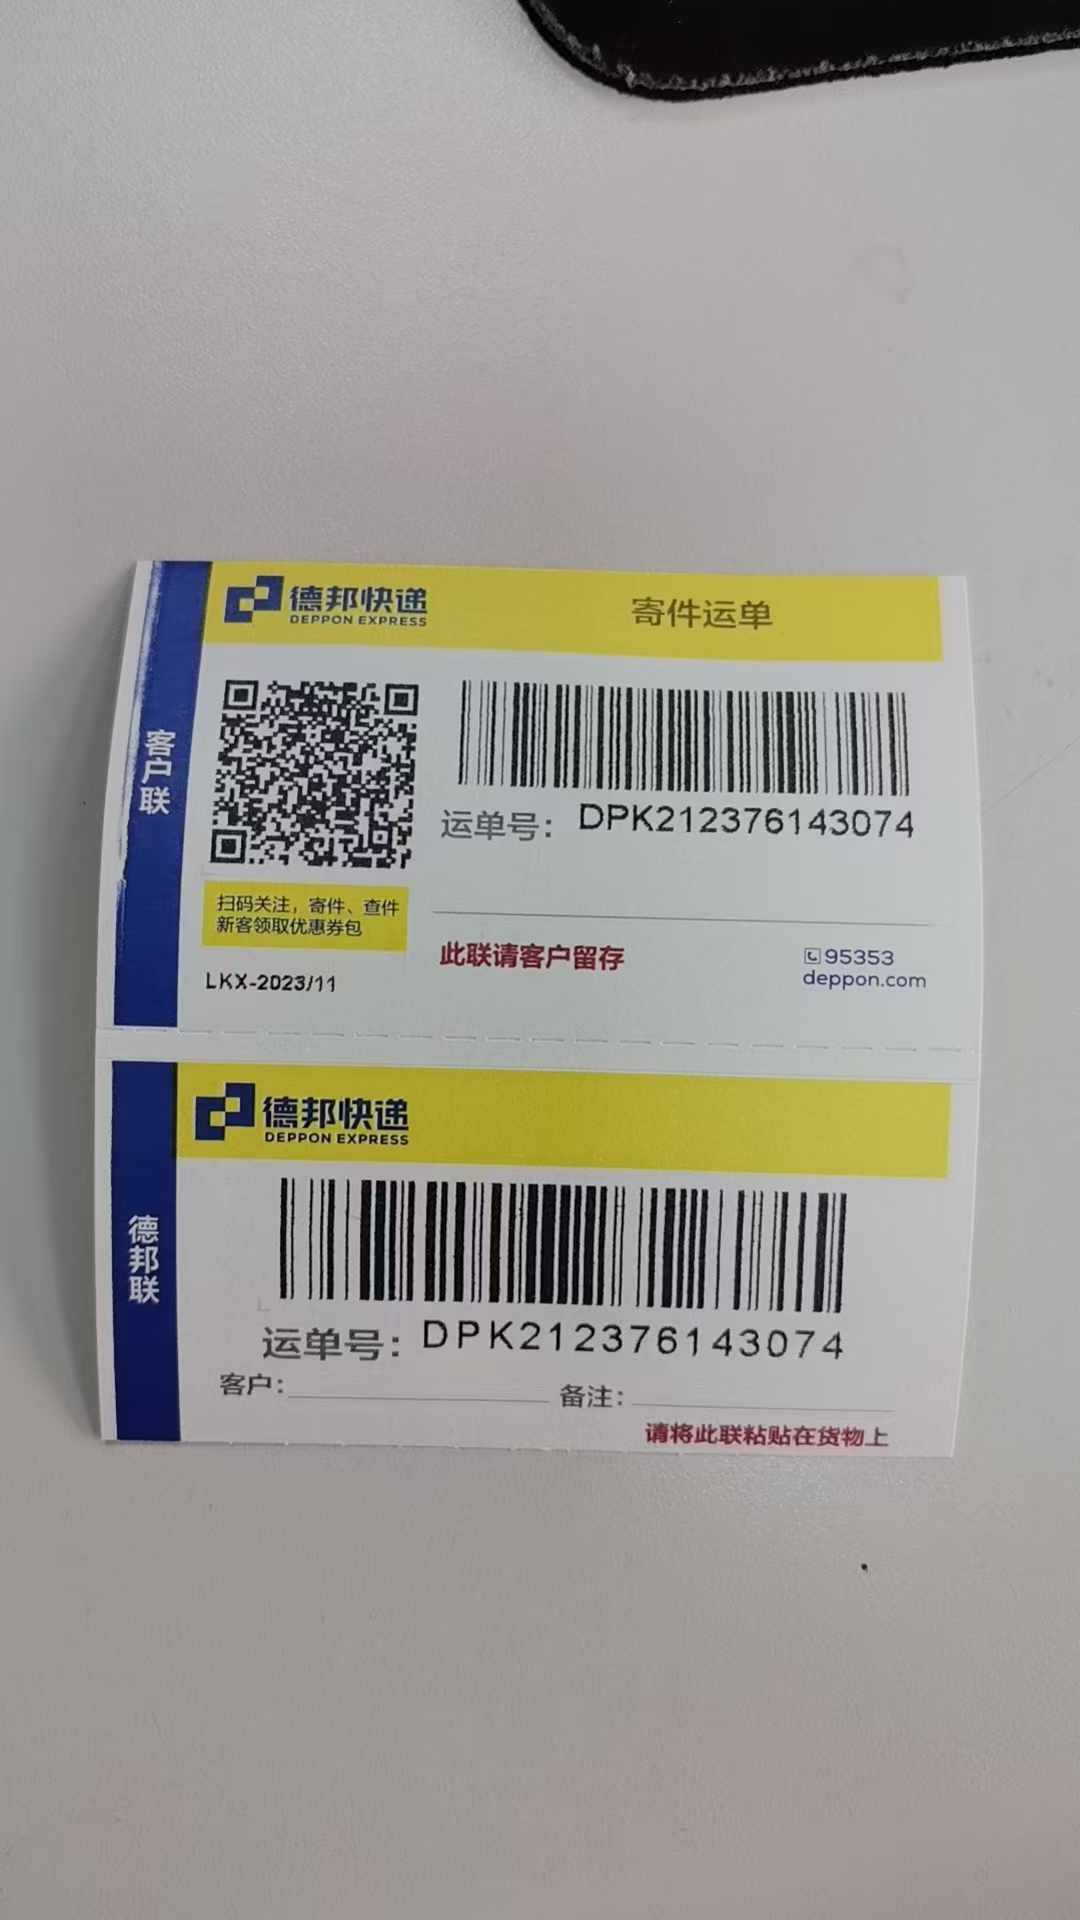 德邦快递
DEPPON EXPRESS
寄件运单
客户联
运单号：DPK212376143074
扫码关注，寄件、查件
新客领取优惠券包
LKX-2023/11
此联请客户留存
95353
deppon.com
德邦快递
DEPPON EXPRESS
德邦联
运单号：DPK212376143074
客户：
备注：
请将此联粘贴在货物上